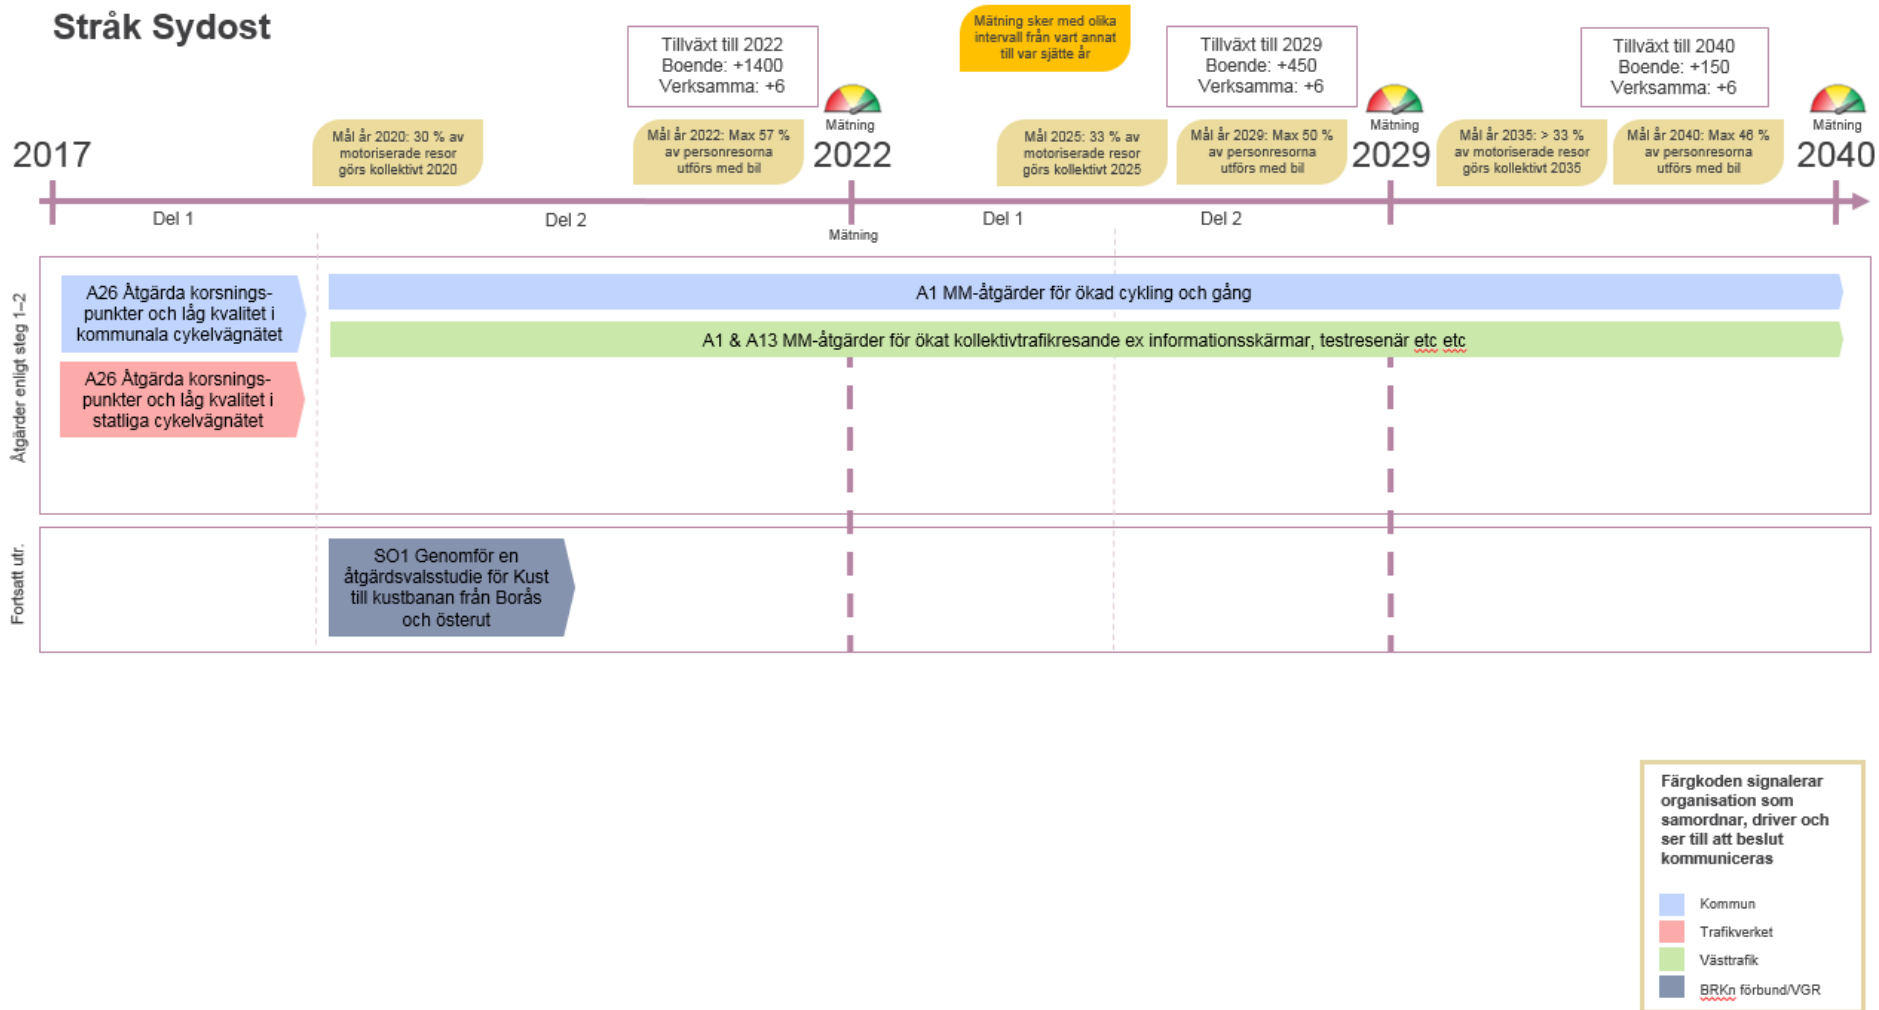 Stråk Sydost
Tillväxt till 2022
Boende: +1400
Verksamma: +6
Mätning sker med olika
intervall från vart annat
till var sjätte år
Tillväxt till 2029
Boende: +450
Verksamma: +6
Tillväxt till 2040
Boende: +150
Verksamma: +6
2017
Mål år 2020: 30 % av
motoriserade resor
görs kollektivt 2020
Mål år 2022: Max 57 %
av personresorna
utförs med bil
Mätning
2022
Mål 2025: 33 % av
motoriserade resor
görs kollektivt 2025
Mål år 2029: Max 50 %
av personresorna
utförs med bil
Mätning
2029
Mål år 2035: > 33 %
av motoriserade resor
görs kollektivt 2035
Mål år 2040: Max 46 %
av personresorna
utförs med bil
Mätning
2040
Del 1
Del 2
Mätning
Del 1
Del 2
Åtgärder enligt steg 1–2
A26 Åtgärda korsnings-
punkter och låg kvalitet i
kommunala cykelvägnätet
A1 MM-åtgärder för ökad cykling och gång
A1 & A13 MM-åtgärder för ökat kollektivtrafikresande ex informationsskärmar, testresenär etc etc
A26 Åtgärda korsnings-
punkter och låg kvalitet i
statliga cykelvägnätet
Fortsatt utr.
SO1 Genomför en
åtgärdsvalsstudie för Kust
till kustbanan från Borås
och österut
Färgkoden signalerar
organisation som
samordnar, driver och
ser till att beslut
kommuniceras
Kommun
Trafikverket
Västtrafik
BRKn förbund/VGR